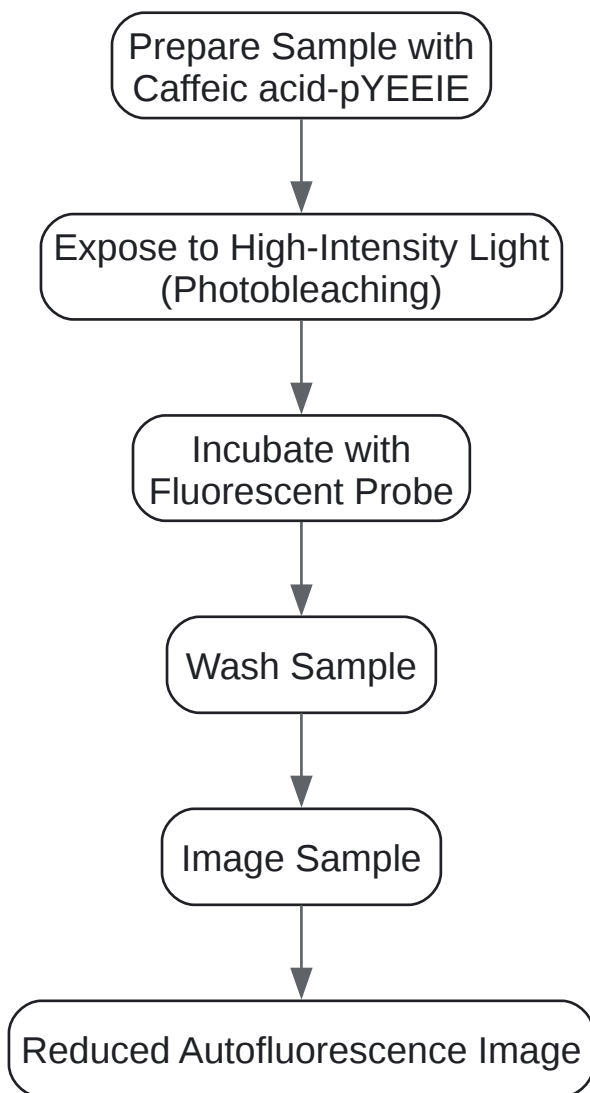 Prepare Sample with
Caffeic acid-pYEEIE
Expose to High-Intensity Light
(Photobleaching)
Incubate with
Fluorescent Probe
Wash Sample
Image Sample
Reduced Autofluorescence Image